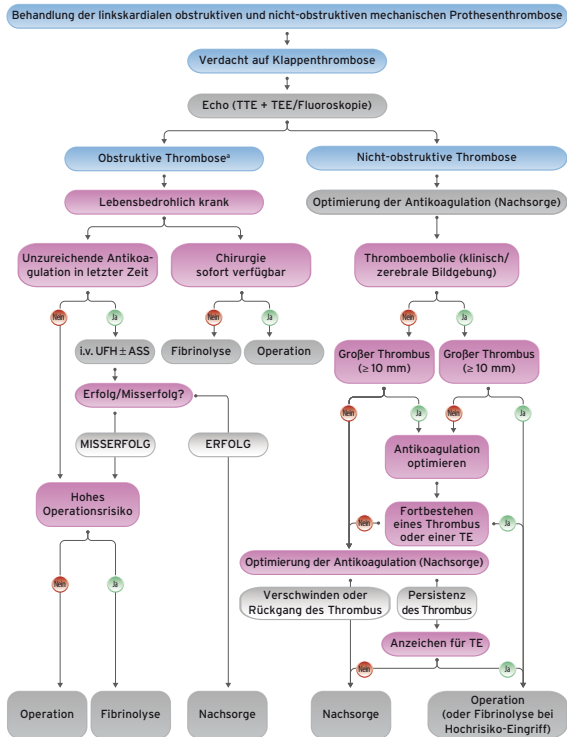 Behandlung der linkskardialen obstruktiven und nicht-obstruktiven mechanischen Prothesenthrombose
Verdacht auf Klappenthrombose
Echo (TTE + TEE/Fluoroskopie)
Obstruktive Thromboseᵃ
Nicht-obstruktive Thrombose
Lebensbedrohlich krank
Optimierung der Antikoagulation (Nachsorge)
Unzureichende Antikoa-
gulation in letzter Zeit
Chirurgie
sofort verfügbar
Thromboembolie (klinisch/
zerebrale Bildgebung)
Nein
Ja
Nein
Ja
Nein
Ja
i.v. UFH ± ASS
Fibrinolyse
Operation
Großer Thrombus
(≥ 10 mm)
Großer Thrombus
(≥ 10 mm)
Erfolg/Misserfolg?
Nein
Ja
Nein
Ja
MISSERFOLG
ERFOLG
Antikoagulation
optimieren
Hohes
Operationsrisiko
Fortbestehen
eines Thrombus
oder einer TE
Nein
Ja
Optimierung der Antikoagulation (Nachsorge)
Nein
Ja
Verschwinden oder
Rückgang des Thrombus
Persistenz
des Thrombus
Anzeichen für TE
Nein
Ja
Operation
Fibrinolyse
Nachsorge
Nachsorge
Operation
(oder Fibrinolyse bei
Hochrisiko-Eingriff)